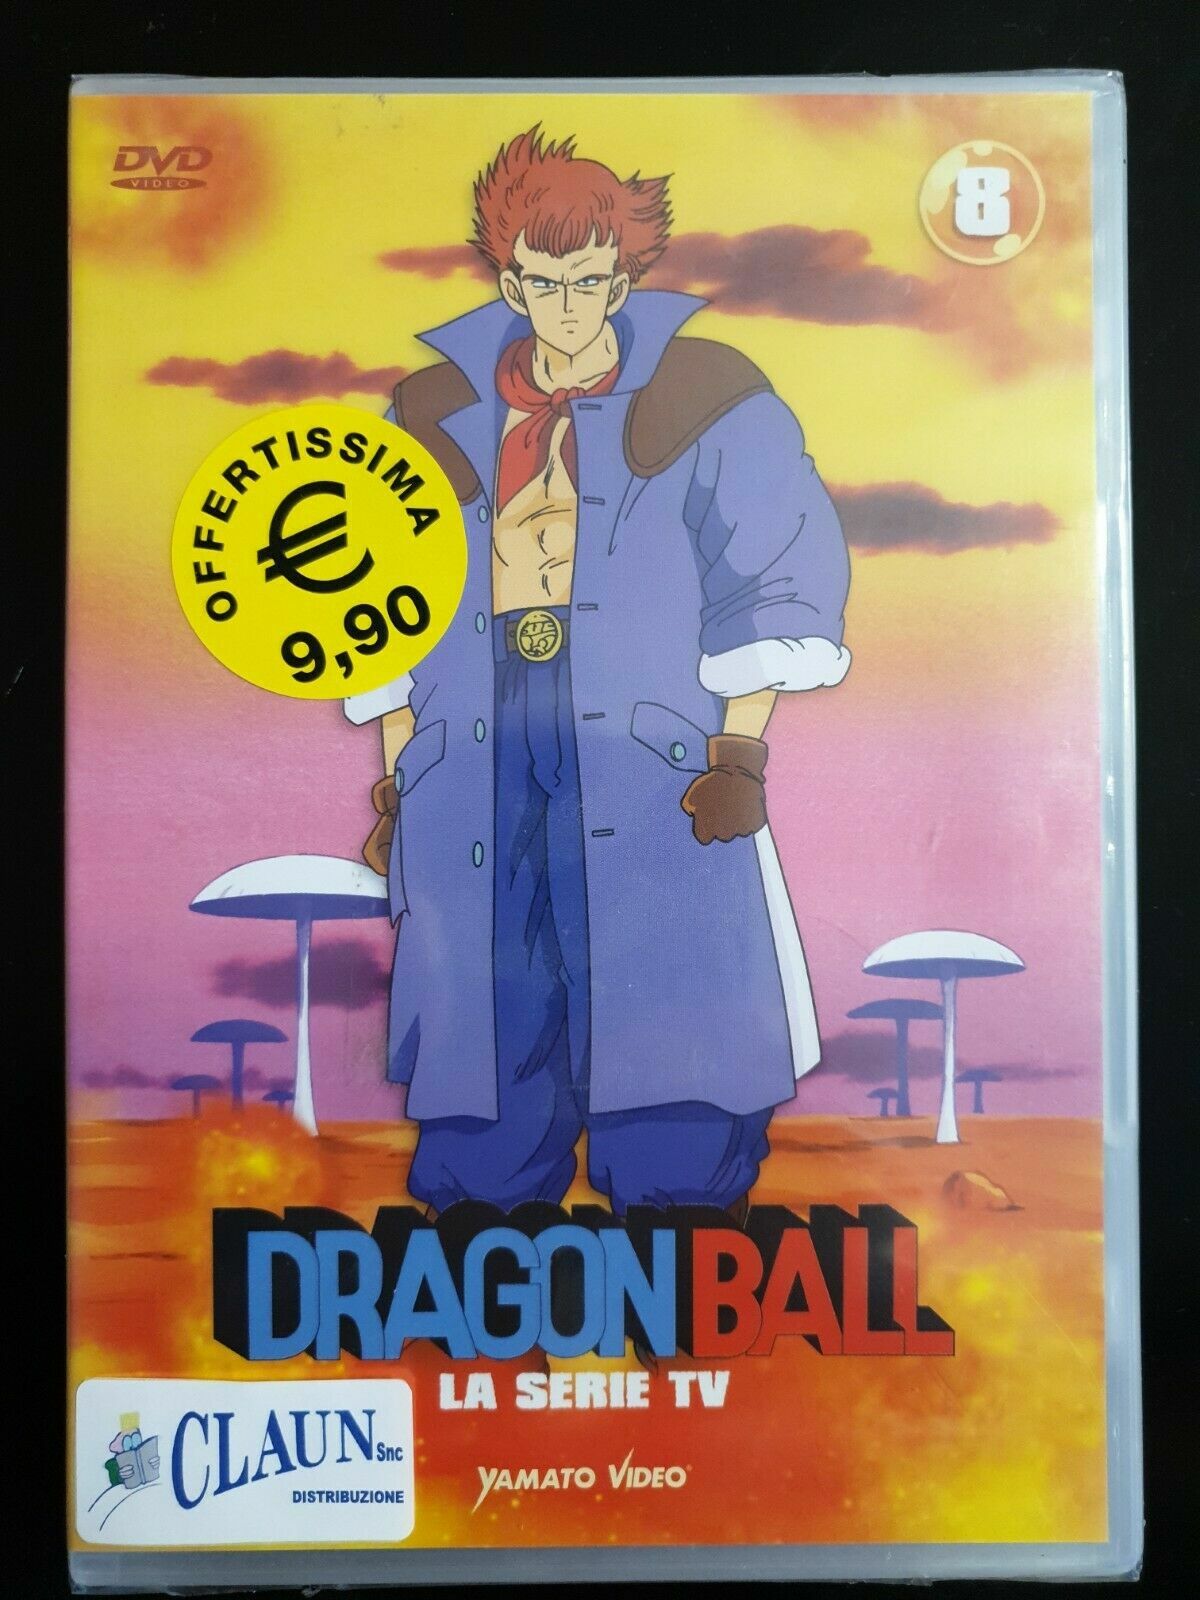 DVD
VIDEO
8
OFFERTISSIMA
€
9,90
DRAGON BALL
LA SERIE TV
YAMATO VIDEO
CLAUN Snc
DISTRIBUZIONE